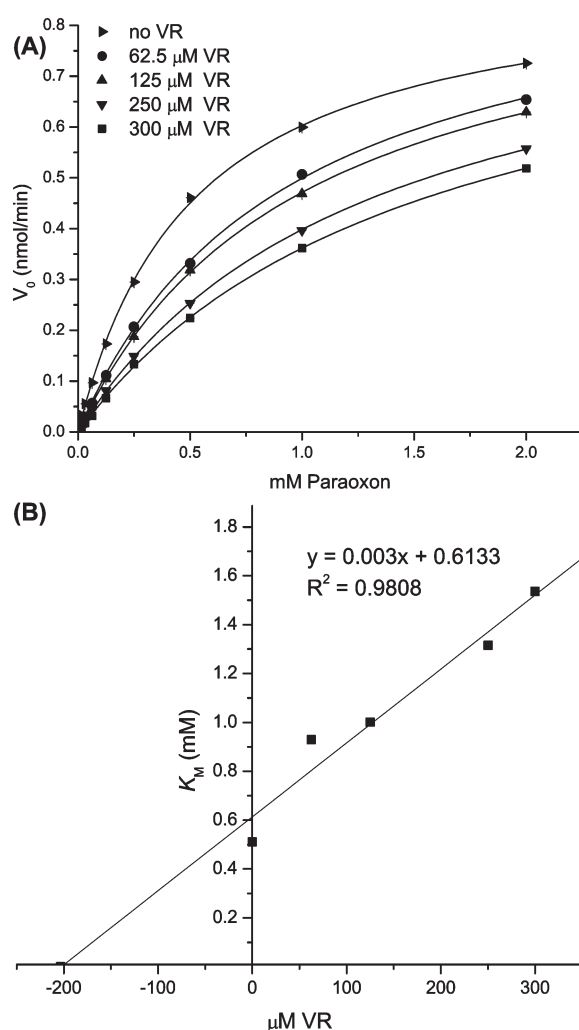 (A)
no VR
62.5 μM VR
125 μM VR
250 μM VR
300 μM VR
0.8
0.7
0.6
0.5
0.4
0.3
0.2
0.1
0.0
V0 (nmol/min)
0.0 0.5 1.0 1.5 2.0
mM Paraoxon
(B)
y = 0.003x + 0.6133
R² = 0.9808
1.8
1.6
1.4
1.2
1.0
0.8
0.6
0.4
0.2
KM (mM)
-200 -100 0 100 200 300
μM VR